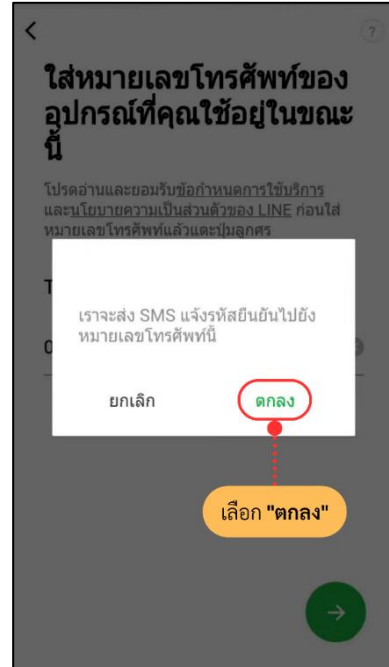 ?
ใส่หมายเลขโทรศัพท์ของ
อุปกรณ์ที่คุณใช้อยู่ในขณะ
นี้
โปรดอ่านและยอมรับข้อกำหนดการใช้บริการ
และนโยบายความเป็นส่วนตัวของ LINE ก่อนใส่
หมายเลขโทรศัพท์แล้วแตะปุ่มลูกศร
T
เราจะส่ง SMS แจ้งรหัสยืนยันไปยัง
หมายเลขโทรศัพท์นี้
0
ยกเลิก ตกลง
เลือก "ตกลง"